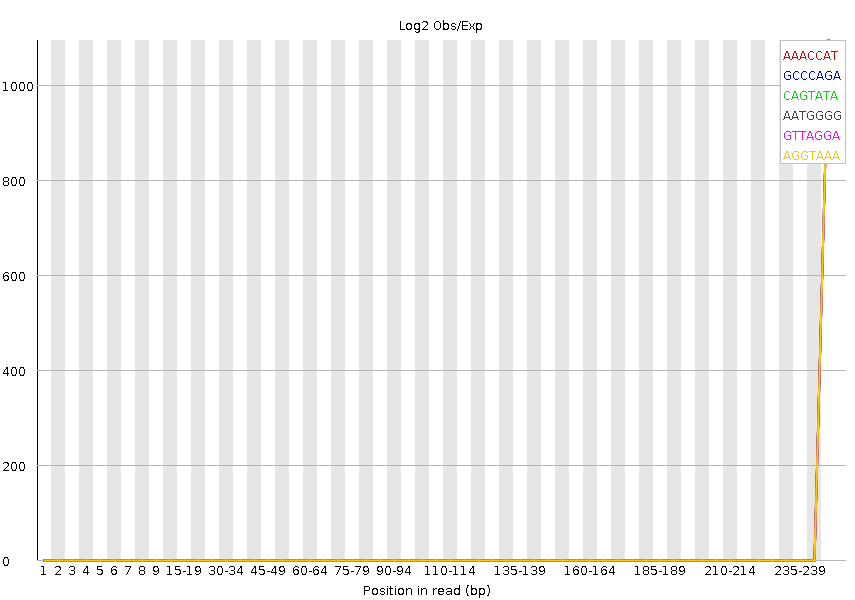 Log2 Obs/Exp
1000
800
600
400
200
0
AAACCAT
GCCCAGA
CAGTATA
AATGGGG
GTTAGGA
AGGTAAA
1 2 3 4 5 6 7 8 9 15-19 30-34 45-49 60-64 75-79 90-94 110-114 135-139 160-164 185-189 210-214 235-239
Position in read (bp)